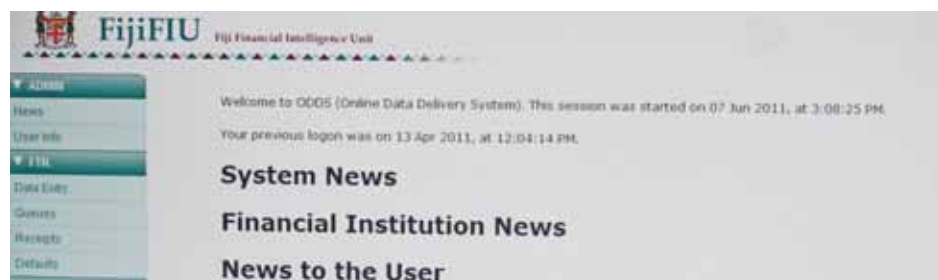 FijiFIU Fiji Financial Intelligence Unit
▼ ADMIN
News
User Info
▼ FTR
Data Entry
Queues
Receipts
Defaults
Welcome to ODDS (Online Data Delivery System). This session was started on 07 Jun 2011, at 3:08:25 PM.
Your previous logon was on 13 Apr 2011, at 12:04:14 PM.
System News
Financial Institution News
News to the User